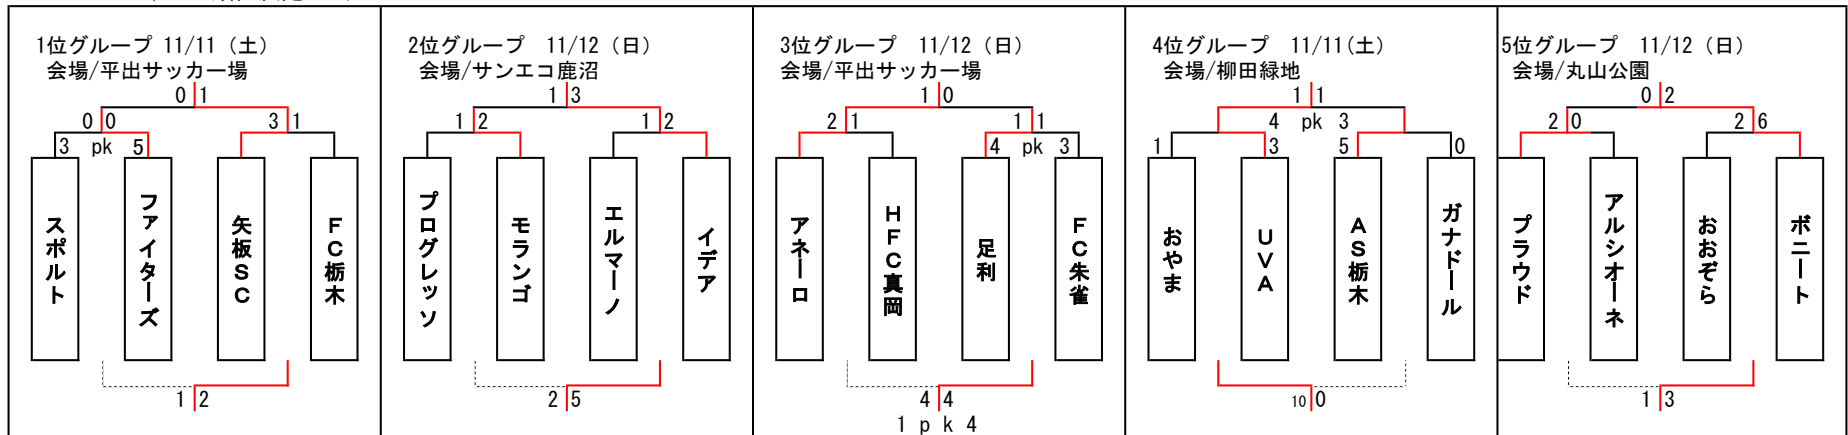 1位グループ 11/11（土）
会場/平出サッカー場
0 1
0 0
3 1
3 pk 5
スポルト
ファイターズ
矢板SC
FC栃木
1 2
2位グループ 11/12（日）
会場/サンエコ鹿沼
1 3
1 2
1 2
プログレッソ
モランゴ
エルマーノ
イデア
2 5
3位グループ 11/12（日）
会場/平出サッカー場
1 0
2 1
1 1
4 pk 3
アネーロ
HFC真岡
足利
FC朱雀
4 4
1 pk 4
4位グループ 11/11(土)
会場/柳田緑地
1 1
4 pk 3
1 3
5 0
おやま
UVA
AS栃木
ガナドール
10 0
5位グループ 11/12（日）
会場/丸山公園
0 2
2 0
2 6
プラウド
アルシオーネ
おおぞら
ボニート
1 3